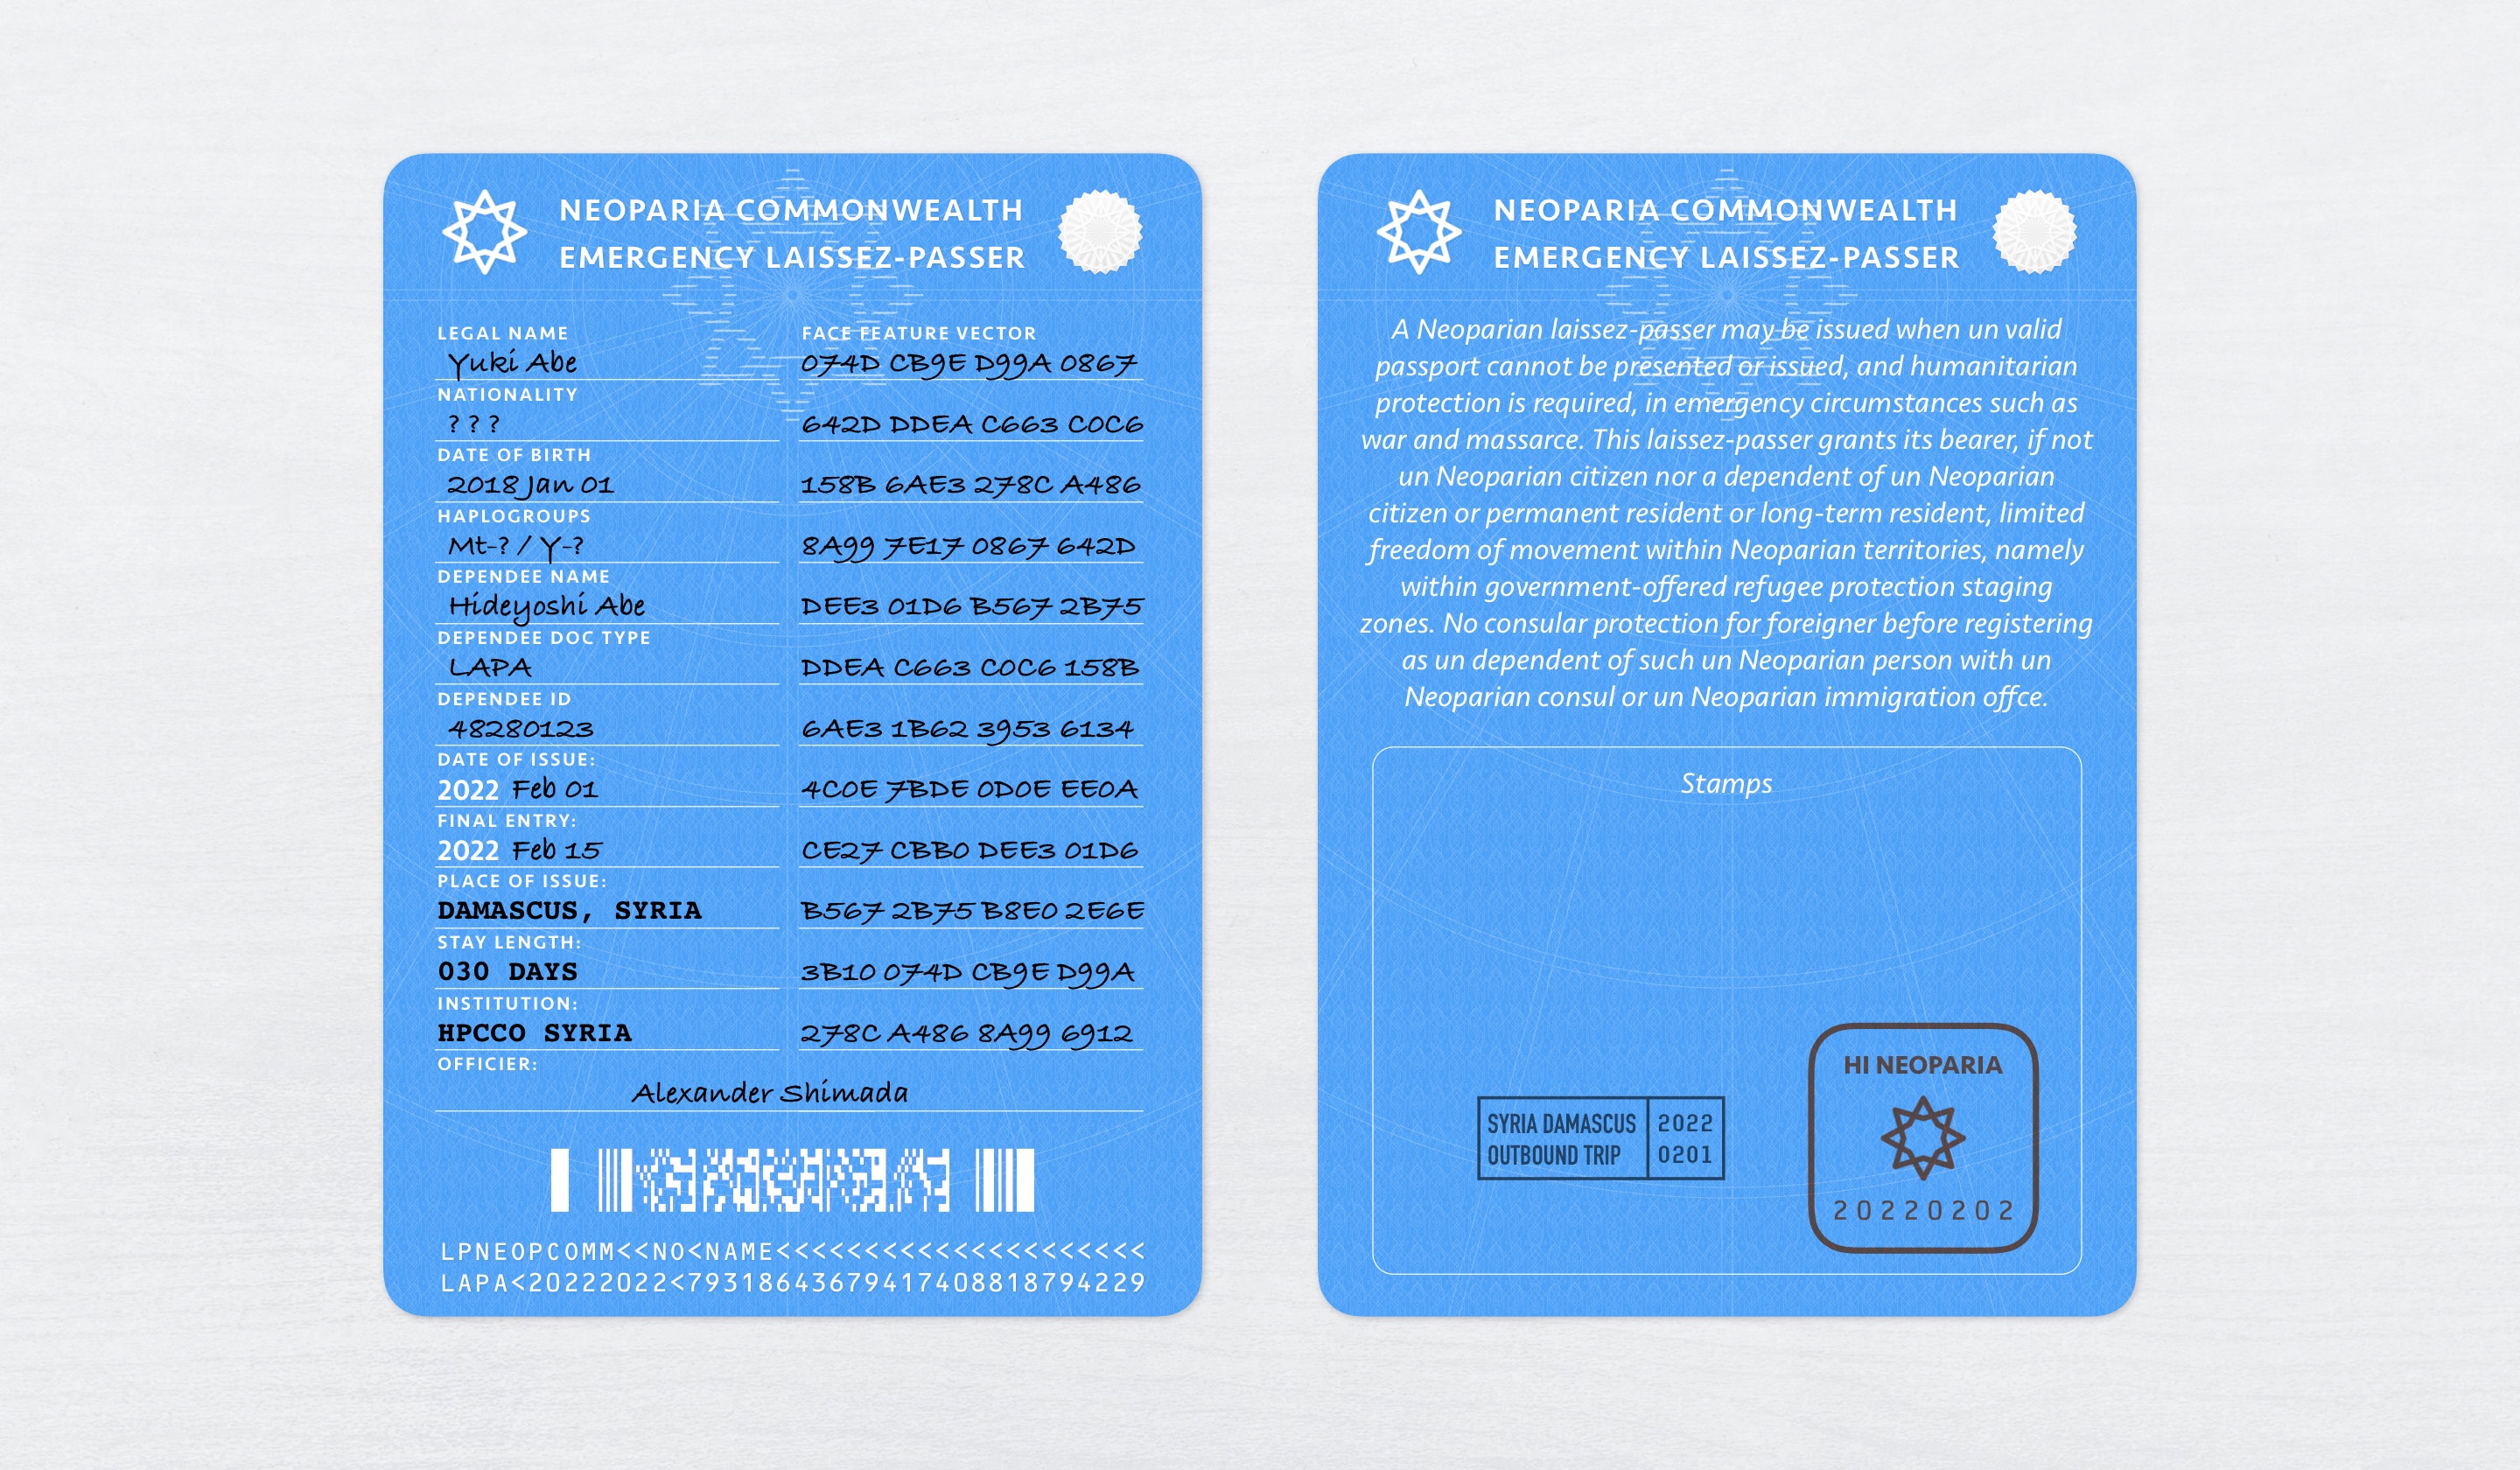 NEOPARIA COMMONWEALTH
EMERGENCY LAISSEZ-PASSER
LEGAL NAME
Yuki Abe
NATIONALITY
? ? ?
DATE OF BIRTH
2018 Jan 01
HAPLOGROUPS
Mt-? / Y-?
DEPENDEE NAME
Hideyoshi Abe
DEPENDEE DOC TYPE
LAPA
DEPENDEE ID
48280123
DATE OF ISSUE:
2022 Feb 01
FINAL ENTRY:
2022 Feb 15
PLACE OF ISSUE:
DAMASCUS, SYRIA
STAY LENGTH:
030 DAYS
INSTITUTION:
HPCCO SYRIA
FACE FEATURE VECTOR
074D CB9E D99A 0867
642D DDEA C663 C0C6
158B 6AE3 278C A486
8A99 7E17 0867 642D
DEE3 01D6 B567 2B75
DDEA C663 C0C6 158B
6AE3 1B62 3953 6134
4C0E 7BDE 0D0E EE0A
CE27 CBB0 DEE3 01D6
B567 2B75 B8E0 2E6E
3B10 074D CB9E D99A
278C A486 8A99 6912
OFFICIER:
Alexander Shimada
LPNEOPCOMM<<NO<NAME<<<<<<<<<<<<<<<<<<<<<
LAPA<20222022<79318643679417408818794229
NEOPARIA COMMONWEALTH
EMERGENCY LAISSEZ-PASSER
A Neoparian laissez-passer may be issued when un valid
passport cannot be presented or issued, and humanitarian
protection is required, in emergency circumstances such as
war and massarce. This laissez-passer grants its bearer, if not
un Neoparian citizen nor a dependent of un Neoparian
citizen or permanent resident or long-term resident, limited
freedom of movement within Neoparian territories, namely
within government-offered refugee protection staging
zones. No consular protection for foreigner before registering
as un dependent of such un Neoparian person with un
Neoparian consul or un Neoparian immigration offce.
Stamps
SYRIA DAMASCUS
OUTBOUND TRIP
2022
0201
HI NEOPARIA
20220202